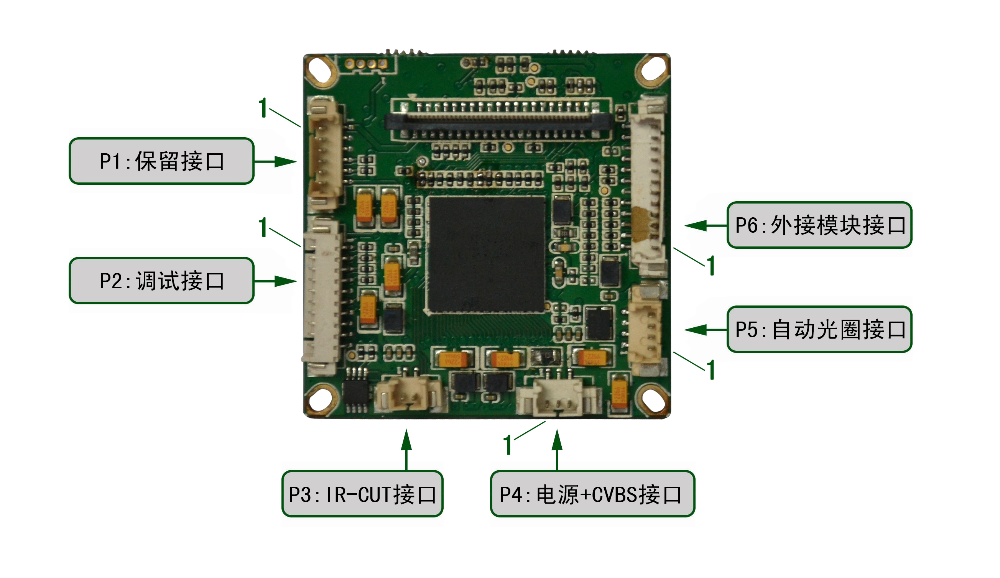 1
P1:保留接口
1
P2:调试接口
P6:外接模块接口
1
P5:自动光圈接口
1
1
P3:IR-CUT接口
P4:电源+CVBS接口